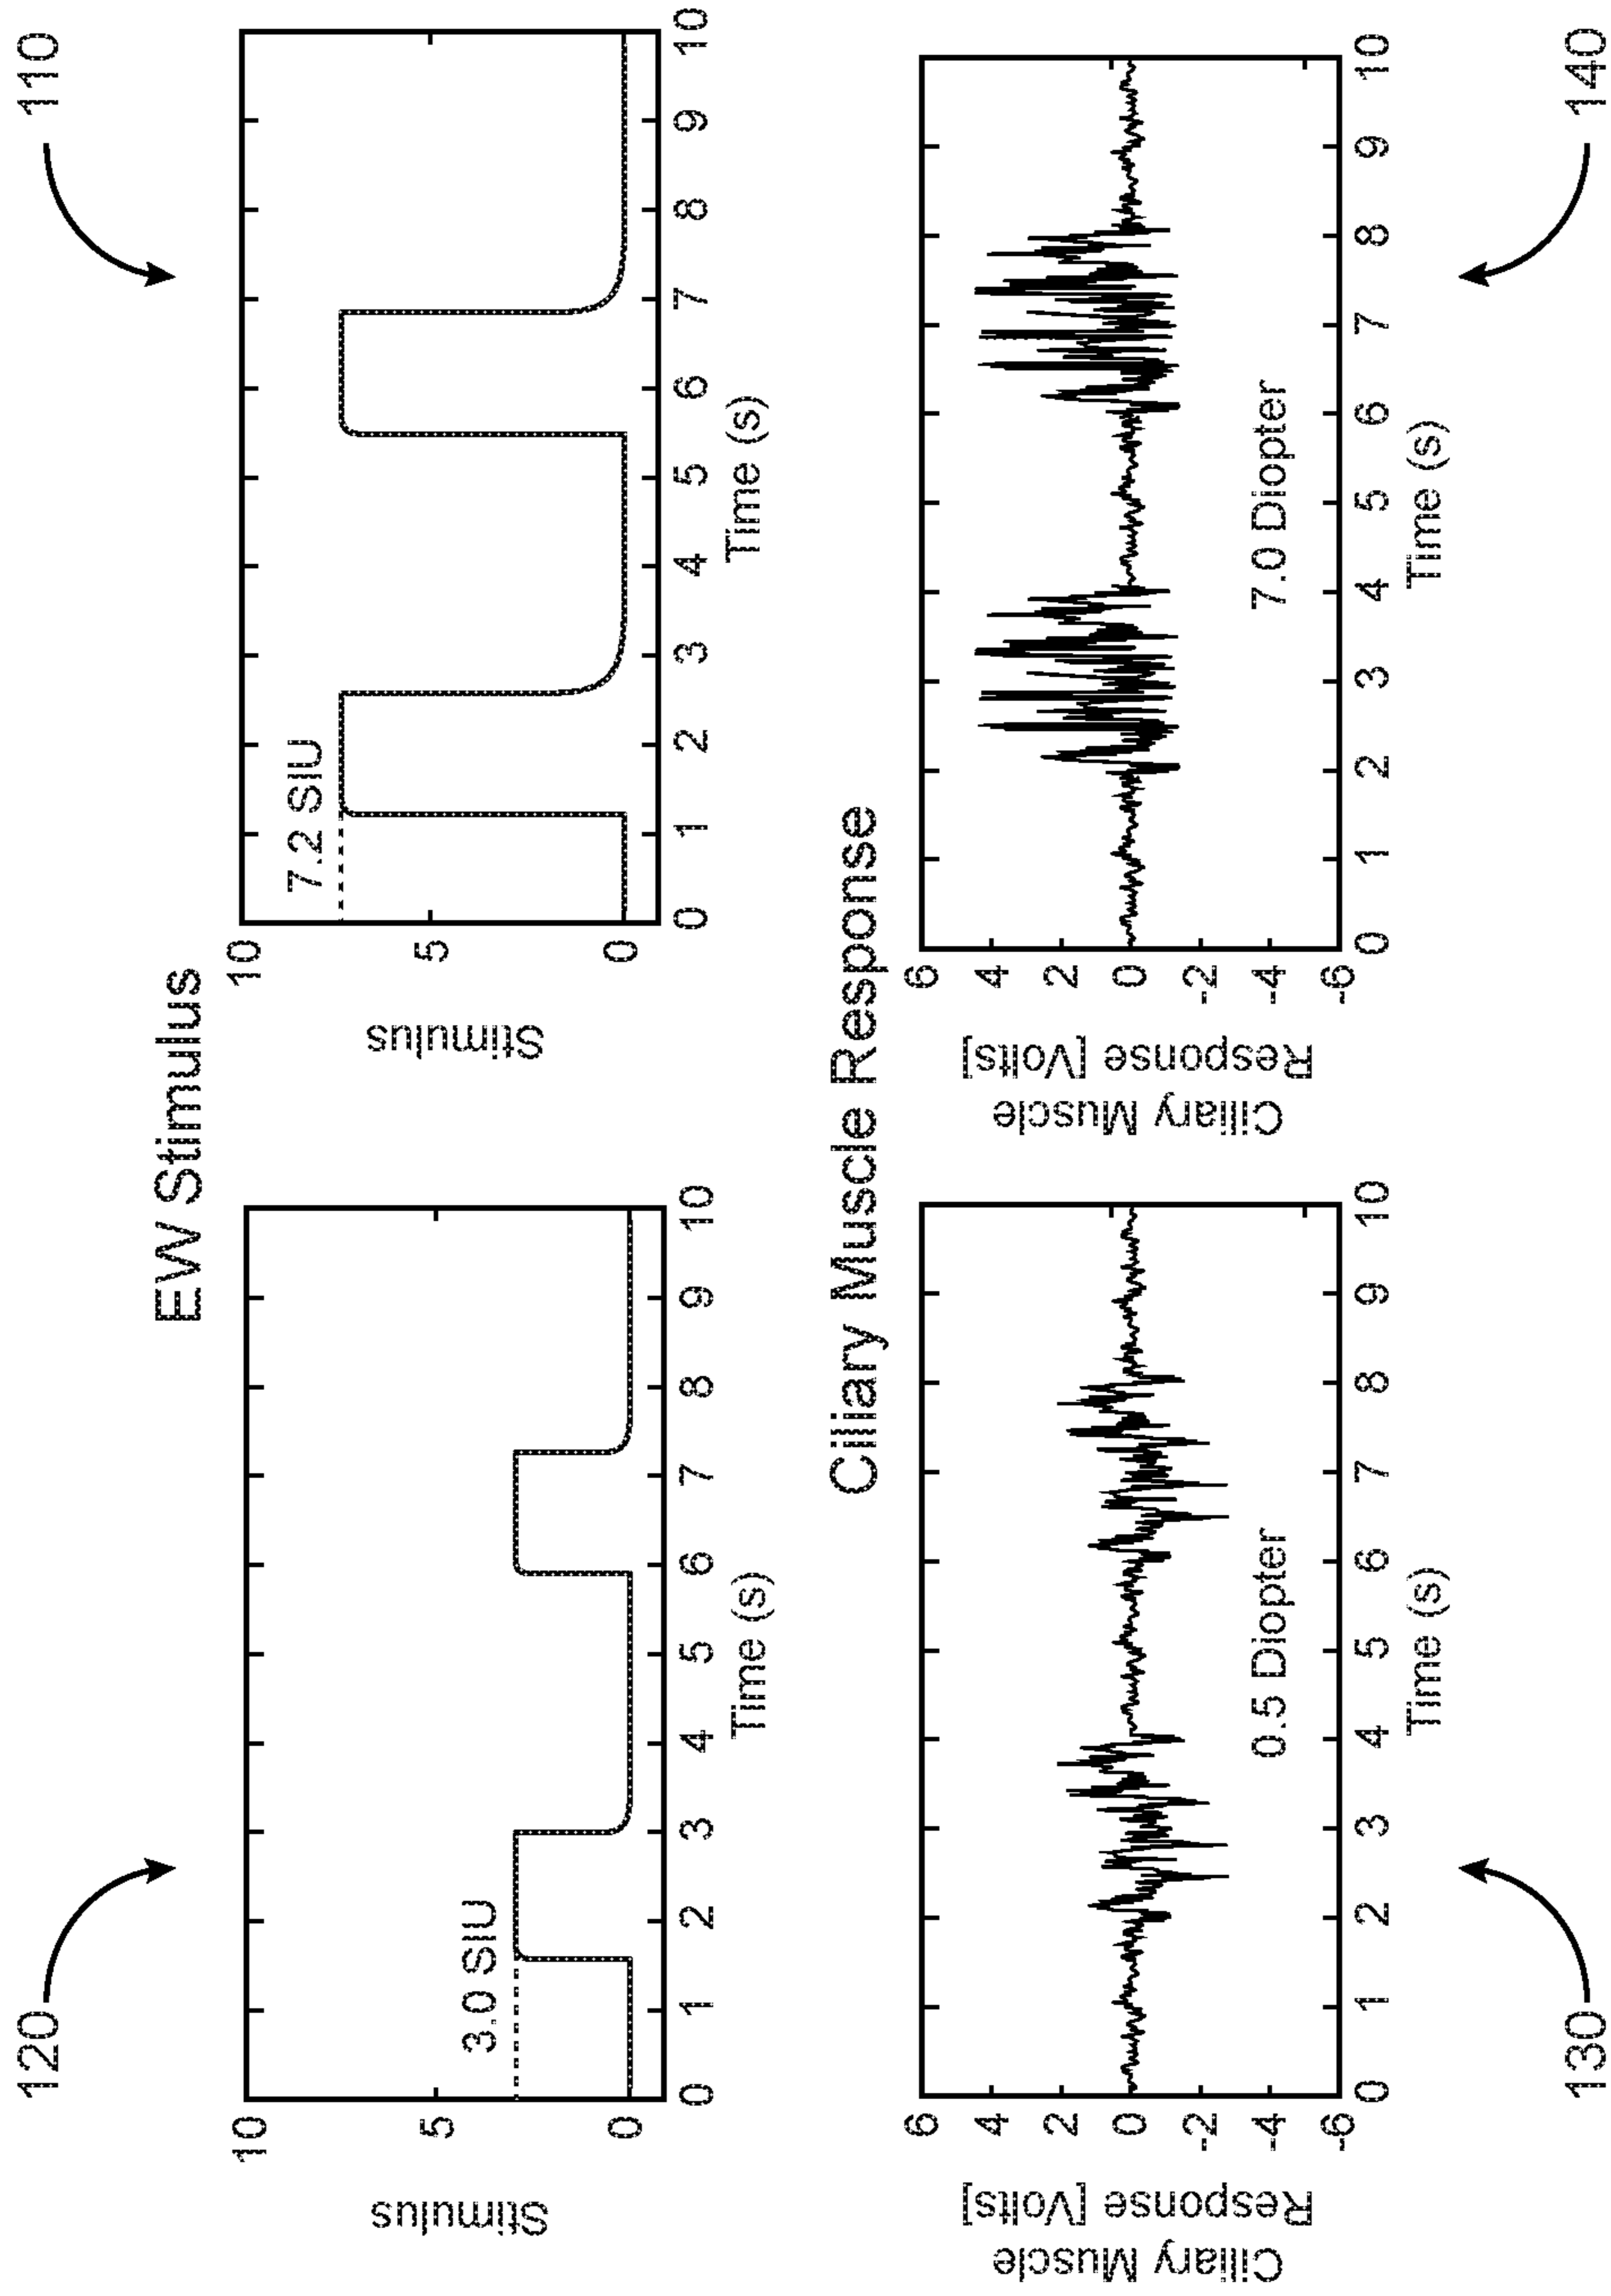 120
110
EW Stimulus
Stimulus
10
5
0
3.0 SIU
0 1 2 3 4 5 6 7 8 9 10
Time (s)
Stimulus
10
5
0
7.2 SIU
0 1 2 3 4 5 6 7 8 9 10
Time (s)
Ciliary Muscle Response
Ciliary Muscle
Response [Volts]
6
4
2
0
-2
-4
-6
0.5 Diopter
0 1 2 3 4 5 6 7 8 9 10
Time (s)
Ciliary Muscle
Response [Volts]
6
4
2
0
-2
-4
-6
7.0 Diopter
0 1 2 3 4 5 6 7 8 9 10
Time (s)
130
140